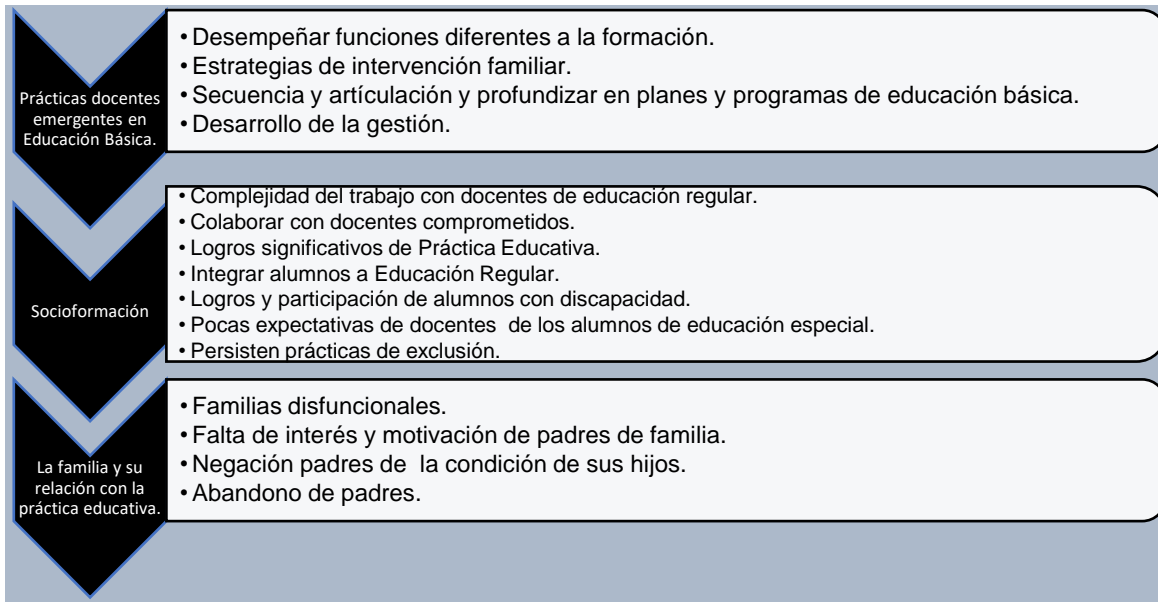 Prácticas docentes
emergentes en
Educación Básica.
• Desempeñar funciones diferentes a la formación.
• Estrategias de intervención familiar.
• Secuencia y artículación y profundizar en planes y programas de educación básica.
• Desarrollo de la gestión.
Socioformación
• Complejidad del trabajo con docentes de educación regular.
• Colaborar con docentes comprometidos.
• Logros significativos de Práctica Educativa.
• Integrar alumnos a Educación Regular.
• Logros y participación de alumnos con discapacidad.
• Pocas expectativas de docentes de los alumnos de educación especial.
• Persisten prácticas de exclusión.
La familia y su
relación con la
práctica educativa.
• Familias disfuncionales.
• Falta de interés y motivación de padres de familia.
• Negación padres de la condición de sus hijos.
• Abandono de padres.